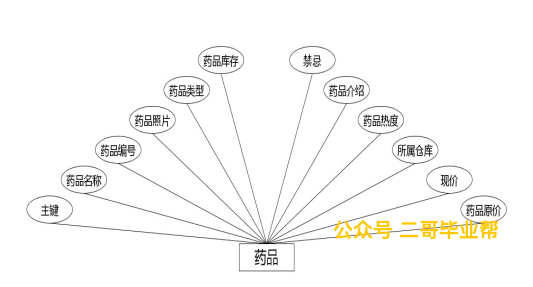 药品库存
禁忌
药品类型
药品介绍
药品照片
药品热度
药品编号
所属仓库
药品名称
现价
主键
药品原价
公众号 二哥毕业帮
药品